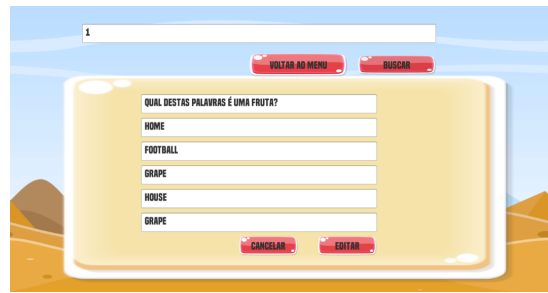 1
VOLTAR AO MENU
BUSCAR
QUAL DESTAS PALAVRAS É UMA FRUTA?
HOME
FOOTBALL
GRAPE
HOUSE
GRAPE
CANCELAR
EDITAR